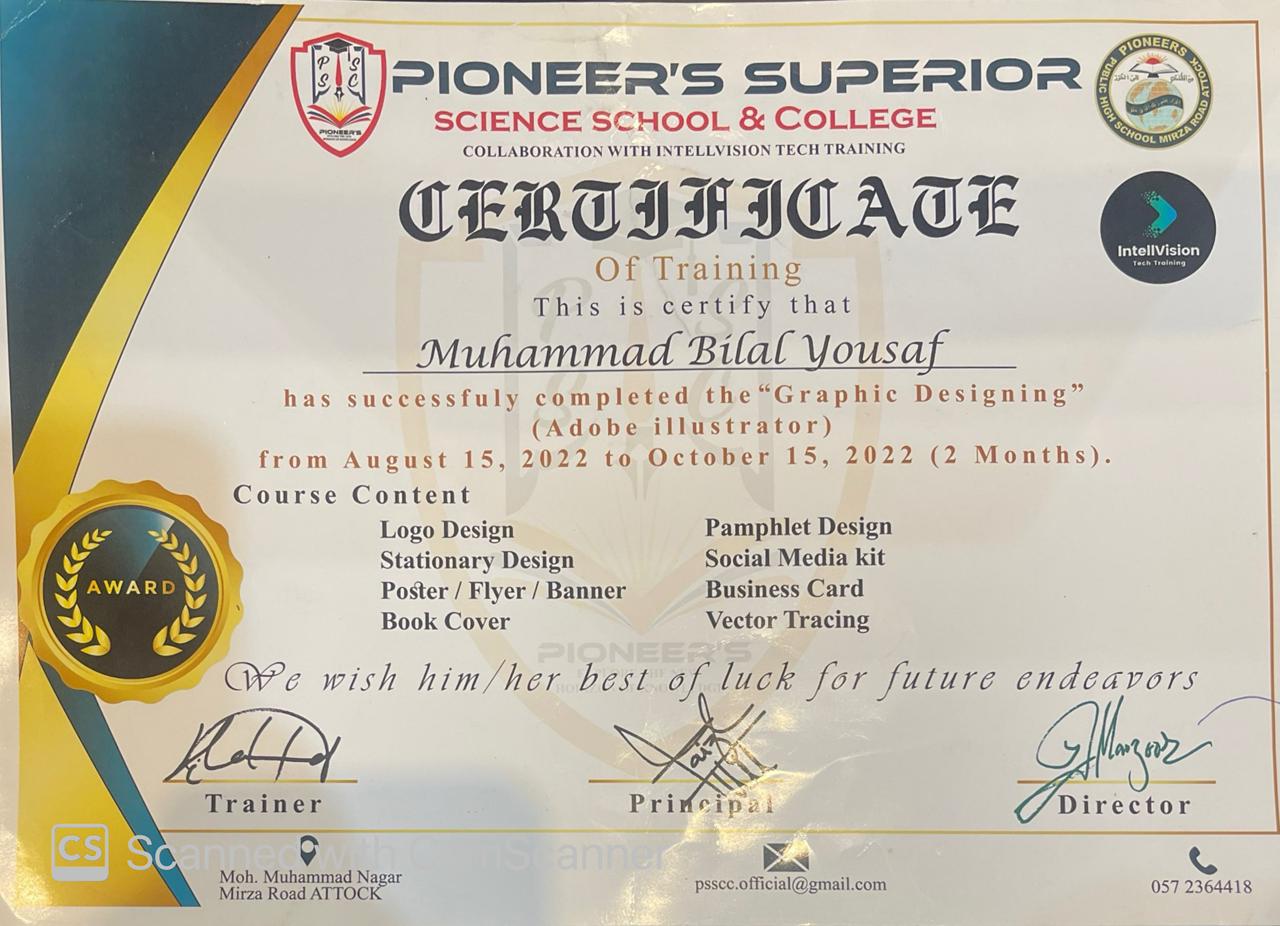 PIONEER'S SUPERIOR
SCIENCE SCHOOL & COLLEGE
COLLABORATION WITH INTELLVISION TECH TRAINING
P S
S C
PIONEER'S
PIONEERS
PUBLIC HIGH SCHOOL MIRZA ROAD ATTOCK
IntellVision
Tech Training
CERTIFICATE
Of Training
This is certify that
Muhammad Bilal Yousaf
has successfuly completed the "Graphic Designing"
(Adobe illustrator)
from August 15, 2022 to October 15, 2022 (2 Months).
Course Content
Logo Design
Stationary Design
Poster / Flyer / Banner
Book Cover
Pamphlet Design
Social Media kit
Business Card
Vector Tracing
AWARD
PIONEER'S
We wish him/her best of luck for future endeavors
Trainer
Principal
Director
Moh. Muhammad Nagar
Mirza Road ATTOCK
psscc.official@gmail.com
057 2364418
CS Scanned with CamScanner